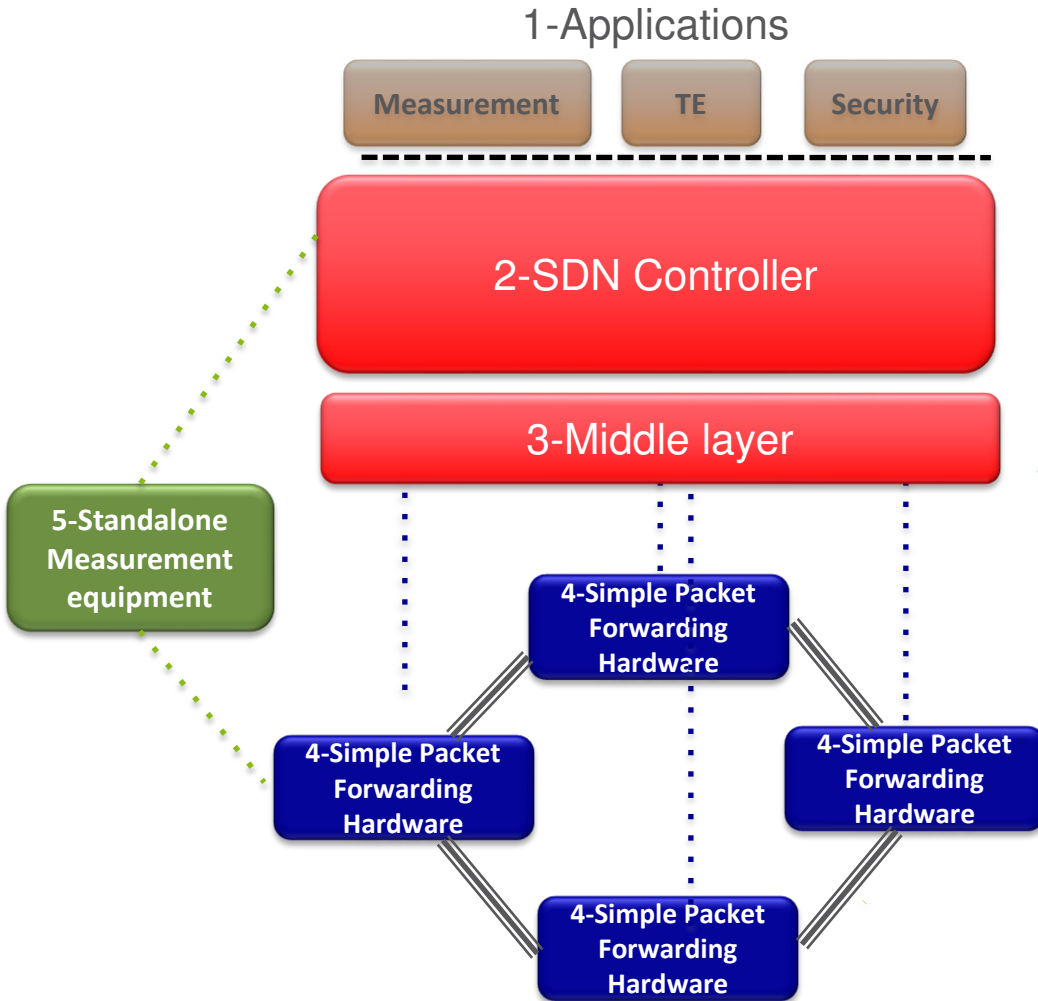 1-Applications
Measurement
TE
Security
2-SDN Controller
3-Middle layer
5-Standalone
Measurement
equipment
4-Simple Packet
Forwarding
Hardware
4-Simple Packet
Forwarding
Hardware
4-Simple Packet
Forwarding
Hardware
4-Simple Packet
Forwarding
Hardware